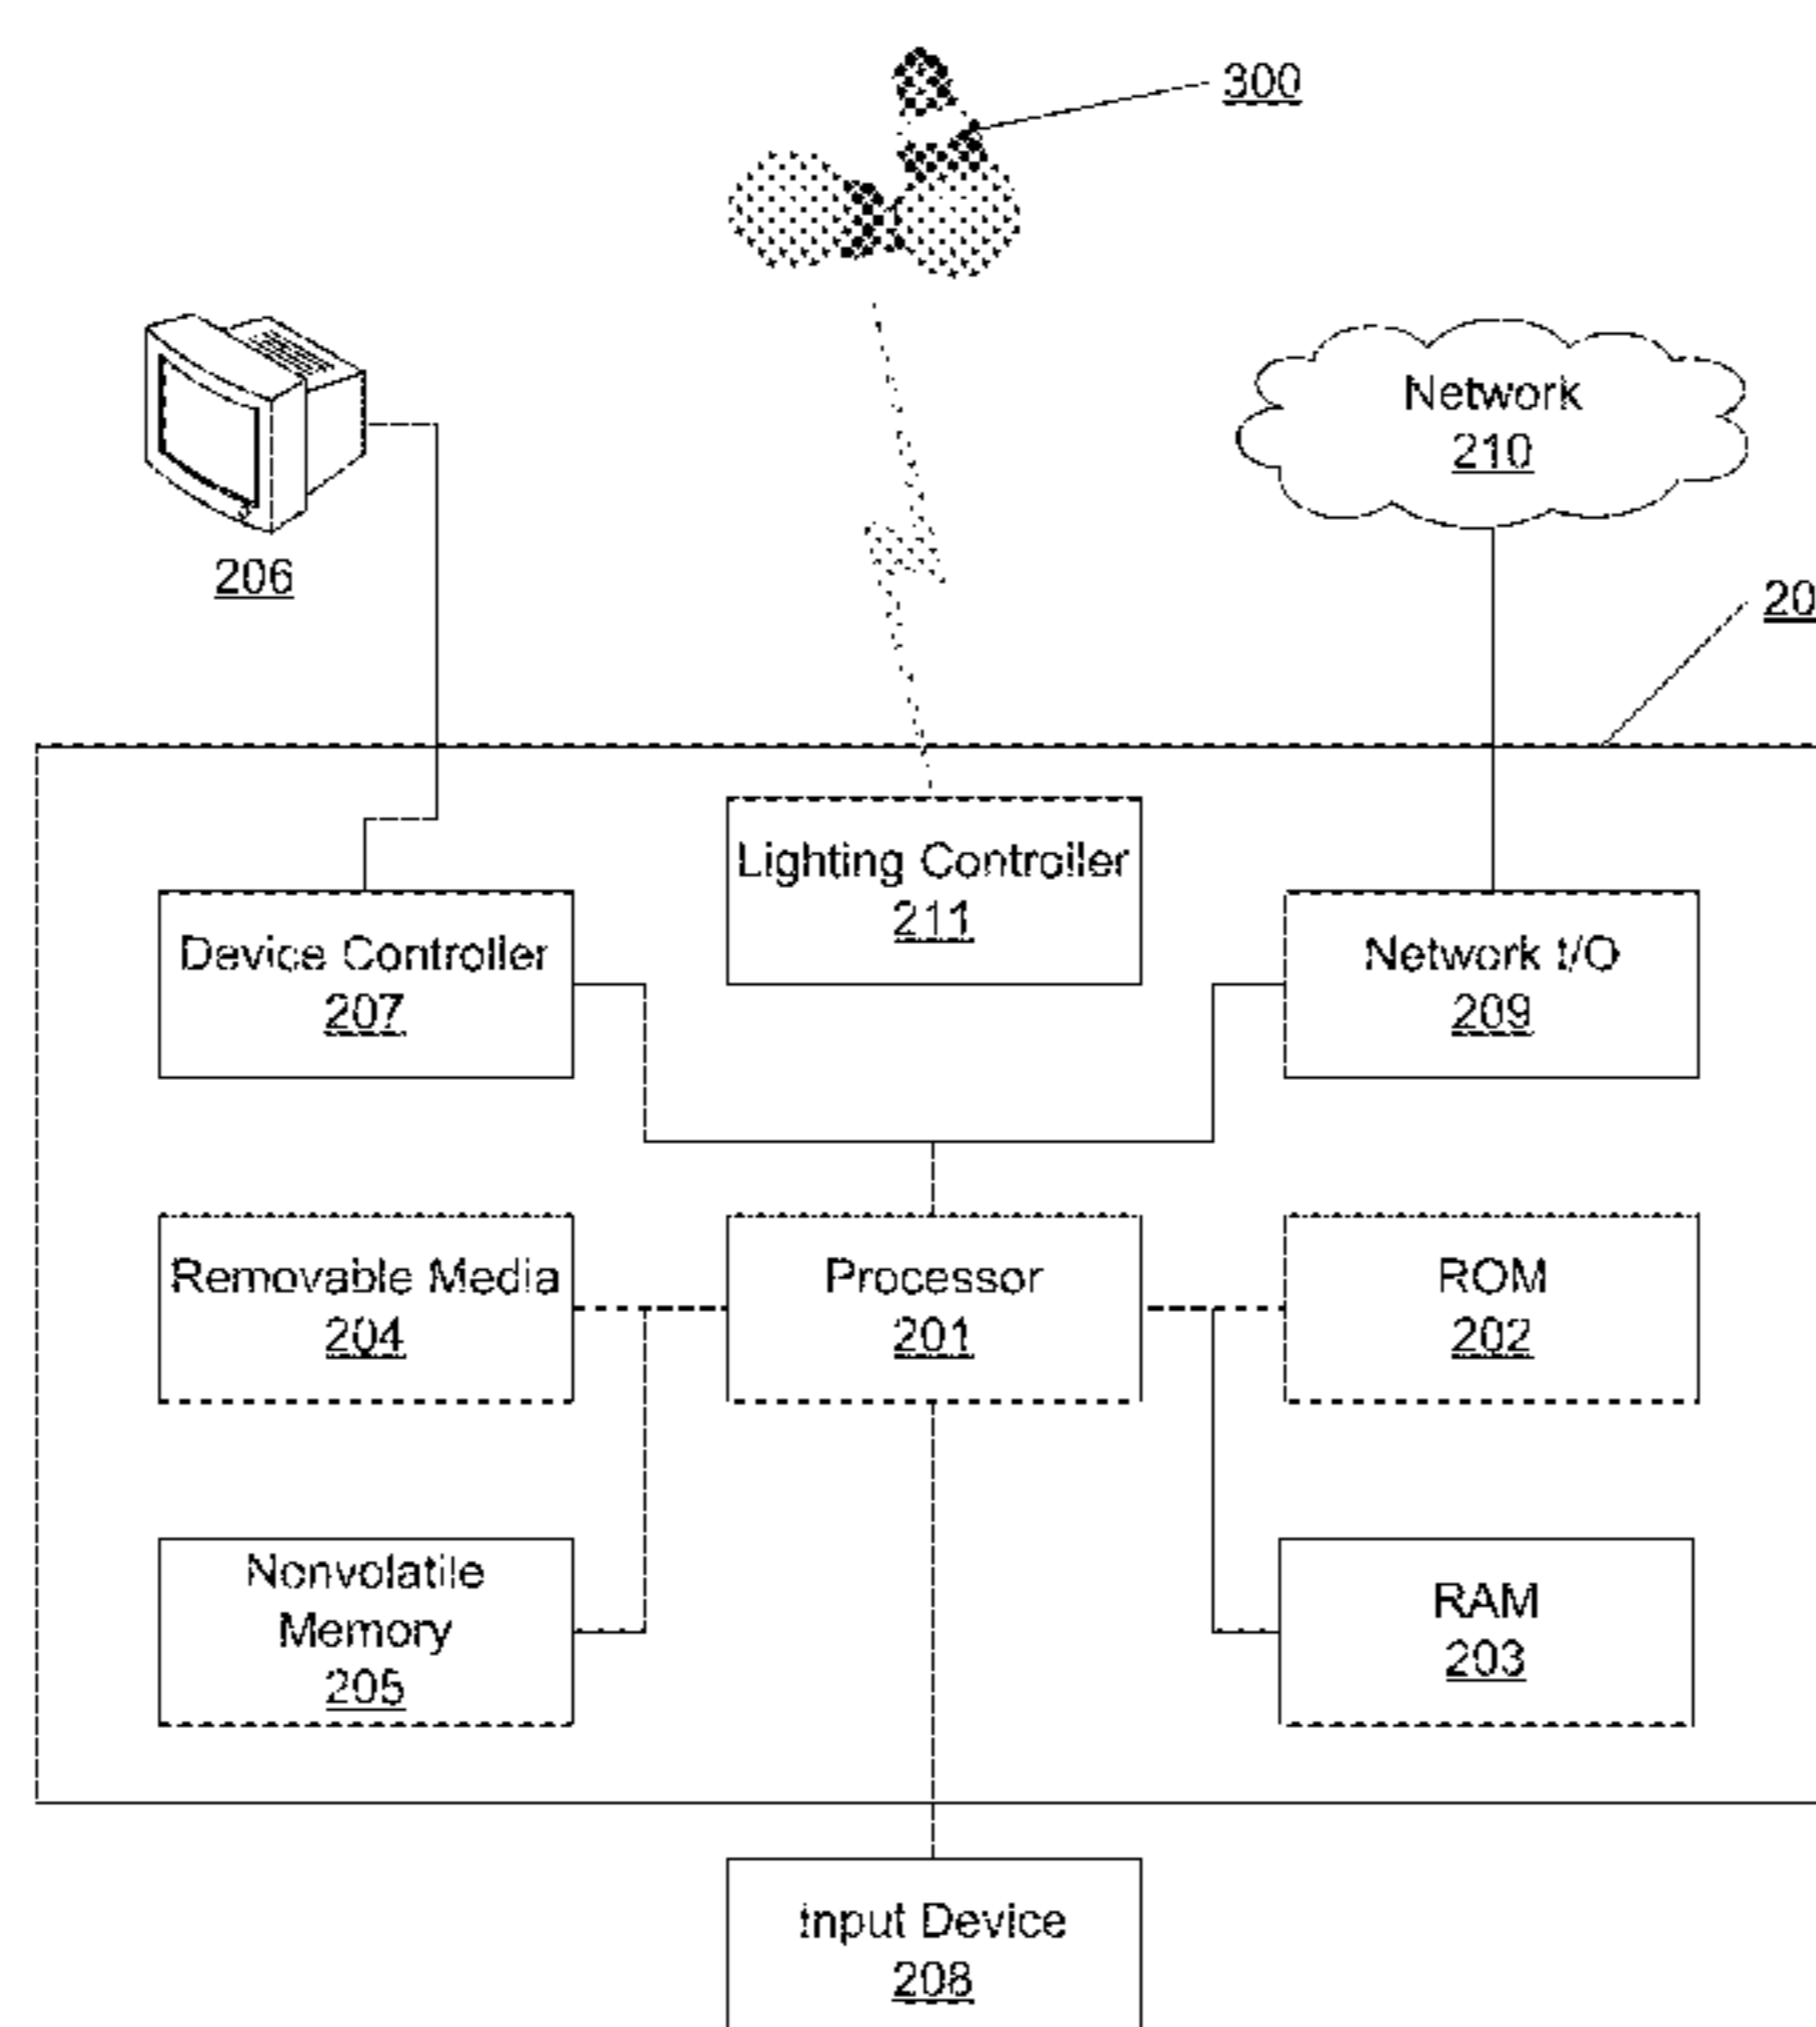 300
Network
210
206
20
Lighting Controller
211
Device Controller
207
Network I/O
209
Removable Media
204
Processor
201
ROM
202
Nonvolatile
Memory
205
RAM
203
Input Device
208